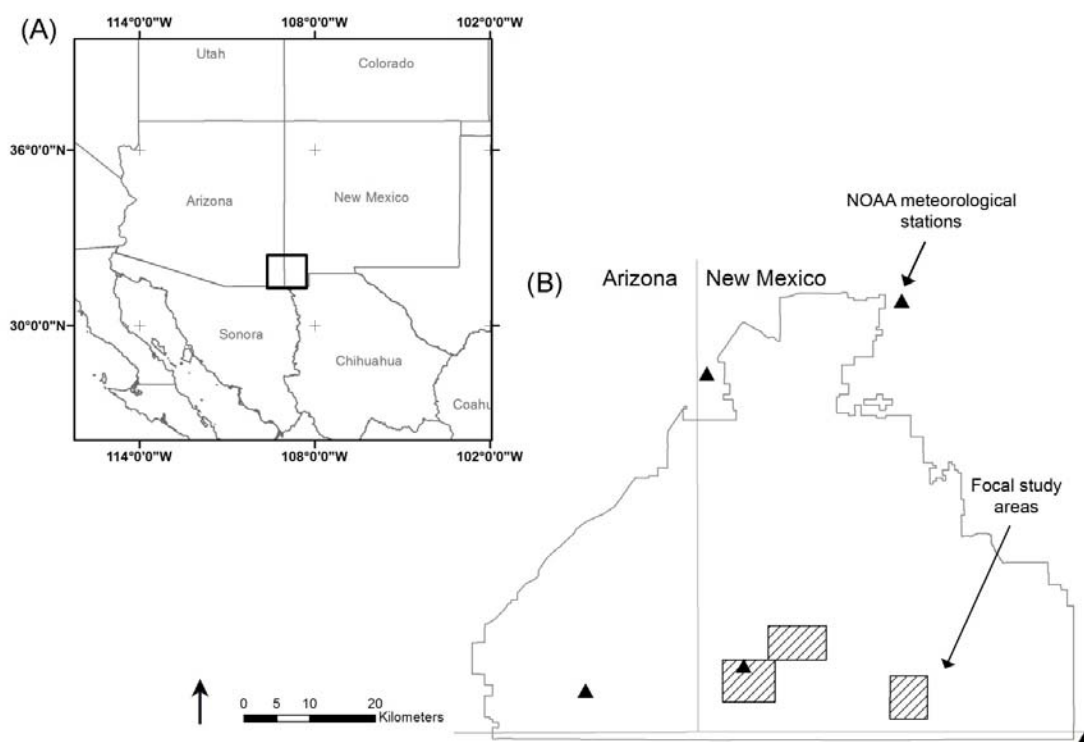 (A)
114°0'0"W 108°0'0"W 102°0'0"W
Utah
Colorado
36°0'0"N
Arizona
New Mexico
30°0'0"N
Sonora
Chihuahua
Coahu
114°0'0"W 108°0'0"W 102°0'0"W
NOAA meteorological
stations
(B)
Arizona New Mexico
Focal study
areas
0 5 10 20
Kilometers